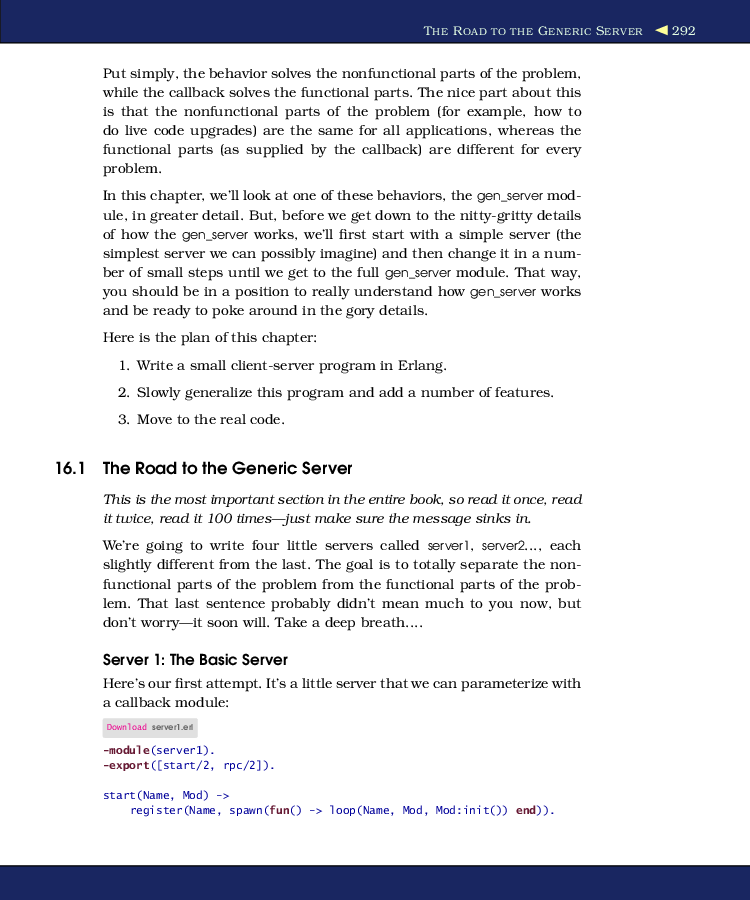 THE ROAD TO THE GENERIC SERVER ◀ 292
Put simply, the behavior solves the nonfunctional parts of the problem,
while the callback solves the functional parts. The nice part about this
is that the nonfunctional parts of the problem (for example, how to
do live code upgrades) are the same for all applications, whereas the
functional parts (as supplied by the callback) are different for every
problem.
In this chapter, we'll look at one of these behaviors, the gen_server mod-
ule, in greater detail. But, before we get down to the nitty-gritty details
of how the gen_server works, we'll first start with a simple server (the
simplest server we can possibly imagine) and then change it in a num-
ber of small steps until we get to the full gen_server module. That way,
you should be in a position to really understand how gen_server works
and be ready to poke around in the gory details.
Here is the plan of this chapter:
1. Write a small client-server program in Erlang.
2. Slowly generalize this program and add a number of features.
3. Move to the real code.
16.1 The Road to the Generic Server
This is the most important section in the entire book, so read it once, read
it twice, read it 100 times—just make sure the message sinks in.
We're going to write four little servers called server1, server2..., each
slightly different from the last. The goal is to totally separate the non-
functional parts of the problem from the functional parts of the prob-
lem. That last sentence probably didn't mean much to you now, but
don't worry—it soon will. Take a deep breath....
Server 1: The Basic Server
Here's our first attempt. It's a little server that we can parameterize with
a callback module:
Download server1.erl
-module(server1).
-export([start/2, rpc/2]).
start(Name, Mod) ->
register(Name, spawn(fun() -> loop(Name, Mod, Mod:init()) end)).